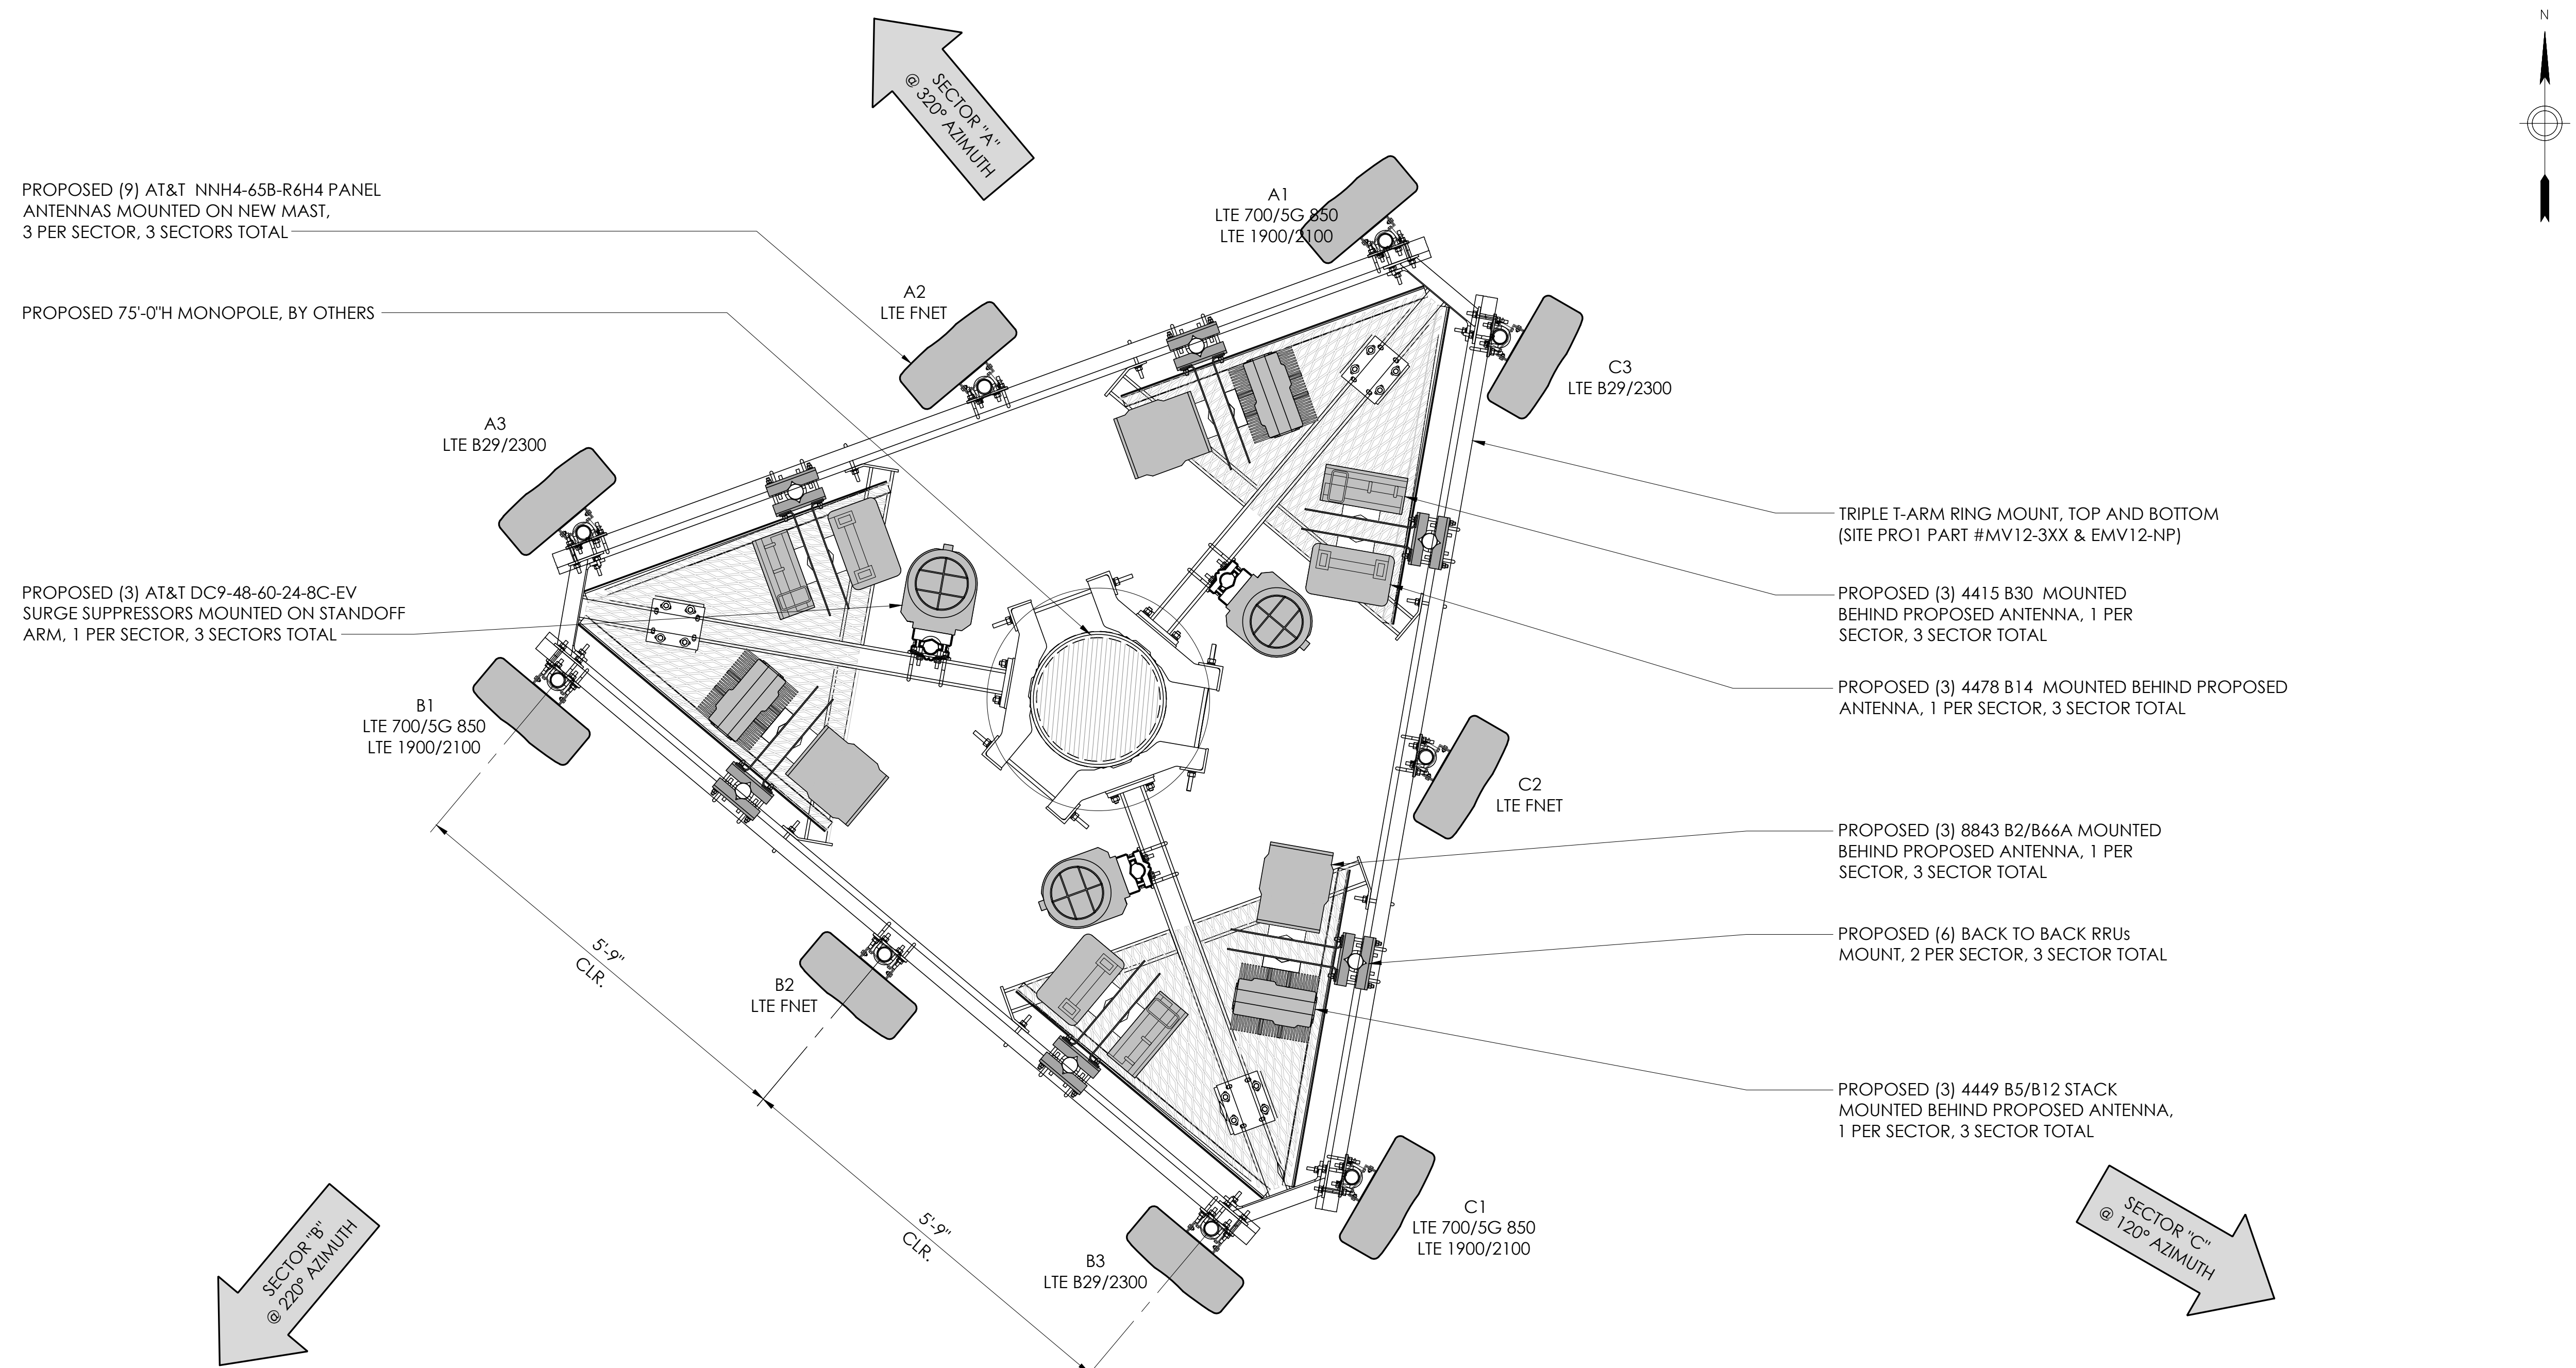 N
SECTOR "A"
@ 320° AZIMUTH
PROPOSED (9) AT&T  NNH4-65B-R6H4 PANEL
ANTENNAS MOUNTED ON NEW MAST,
3 PER SECTOR, 3 SECTORS TOTAL
PROPOSED 75'-0"H MONOPOLE, BY OTHERS
PROPOSED (3) AT&T DC9-48-60-24-8C-EV
SURGE SUPPRESSORS MOUNTED ON STANDOFF
ARM, 1 PER SECTOR, 3 SECTORS TOTAL
A1
LTE 700/5G 850
LTE 1900/2100
A2
LTE FNET
A3
LTE B29/2300
B1
LTE 700/5G 850
LTE 1900/2100
B2
LTE FNET
B3
LTE B29/2300
C3
LTE B29/2300
C2
LTE FNET
C1
LTE 700/5G 850
LTE 1900/2100
5'-9"
CLR.
5'-9"
CLR.
TRIPLE T-ARM RING MOUNT, TOP AND BOTTOM
(SITE PRO1 PART #MV12-3XX & EMV12-NP)
PROPOSED (3) 4415 B30  MOUNTED
BEHIND PROPOSED ANTENNA, 1 PER
SECTOR, 3 SECTOR TOTAL
PROPOSED (3) 4478 B14  MOUNTED BEHIND PROPOSED
ANTENNA, 1 PER SECTOR, 3 SECTOR TOTAL
PROPOSED (3) 8843 B2/B66A MOUNTED
BEHIND PROPOSED ANTENNA, 1 PER
SECTOR, 3 SECTOR TOTAL
PROPOSED (6) BACK TO BACK RRUs
MOUNT, 2 PER SECTOR, 3 SECTOR TOTAL
PROPOSED (3) 4449 B5/B12 STACK
MOUNTED BEHIND PROPOSED ANTENNA,
1 PER SECTOR, 3 SECTOR TOTAL
SECTOR "B"
@ 220° AZIMUTH
SECTOR "C"
@ 120° AZIMUTH